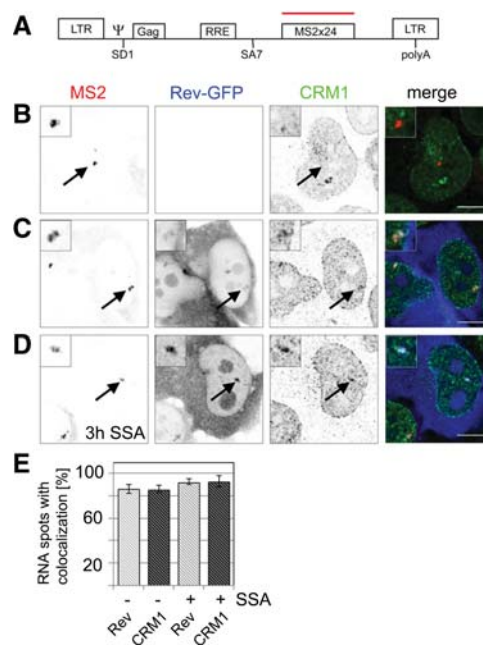 A
LTR Ψ Gag RRE MS2x24 LTR
SD1 SA7 polyA
MS2 Rev-GFP CRM1 merge
B
C
D
3h SSA
E
RNA spots with
colocalization [%]
100
80
60
40
20
- - + + SSA
Rev CRM1 Rev CRM1